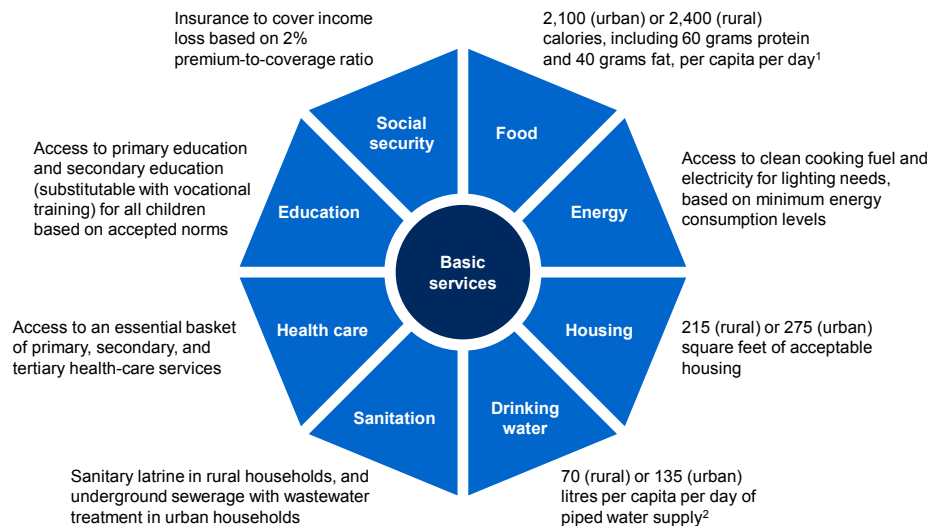 Insurance to cover income
loss based on 2%
premium-to-coverage ratio
2,100 (urban) or 2,400 (rural)
calories, including 60 grams protein
and 40 grams fat, per capita per day¹
Social
security
Food
Access to primary education
and secondary education
(substitutable with vocational
training) for all children
based on accepted norms
Education
Energy
Access to clean cooking fuel and
electricity for lighting needs,
based on minimum energy
consumption levels
Basic
services
Access to an essential basket
of primary, secondary, and
tertiary health-care services
Health care
Housing
215 (rural) or 275 (urban)
square feet of acceptable
housing
Sanitation
Drinking
water
Sanitary latrine in rural households, and
underground sewerage with wastewater
treatment in urban households
70 (rural) or 135 (urban)
litres per capita per day of
piped water supply²